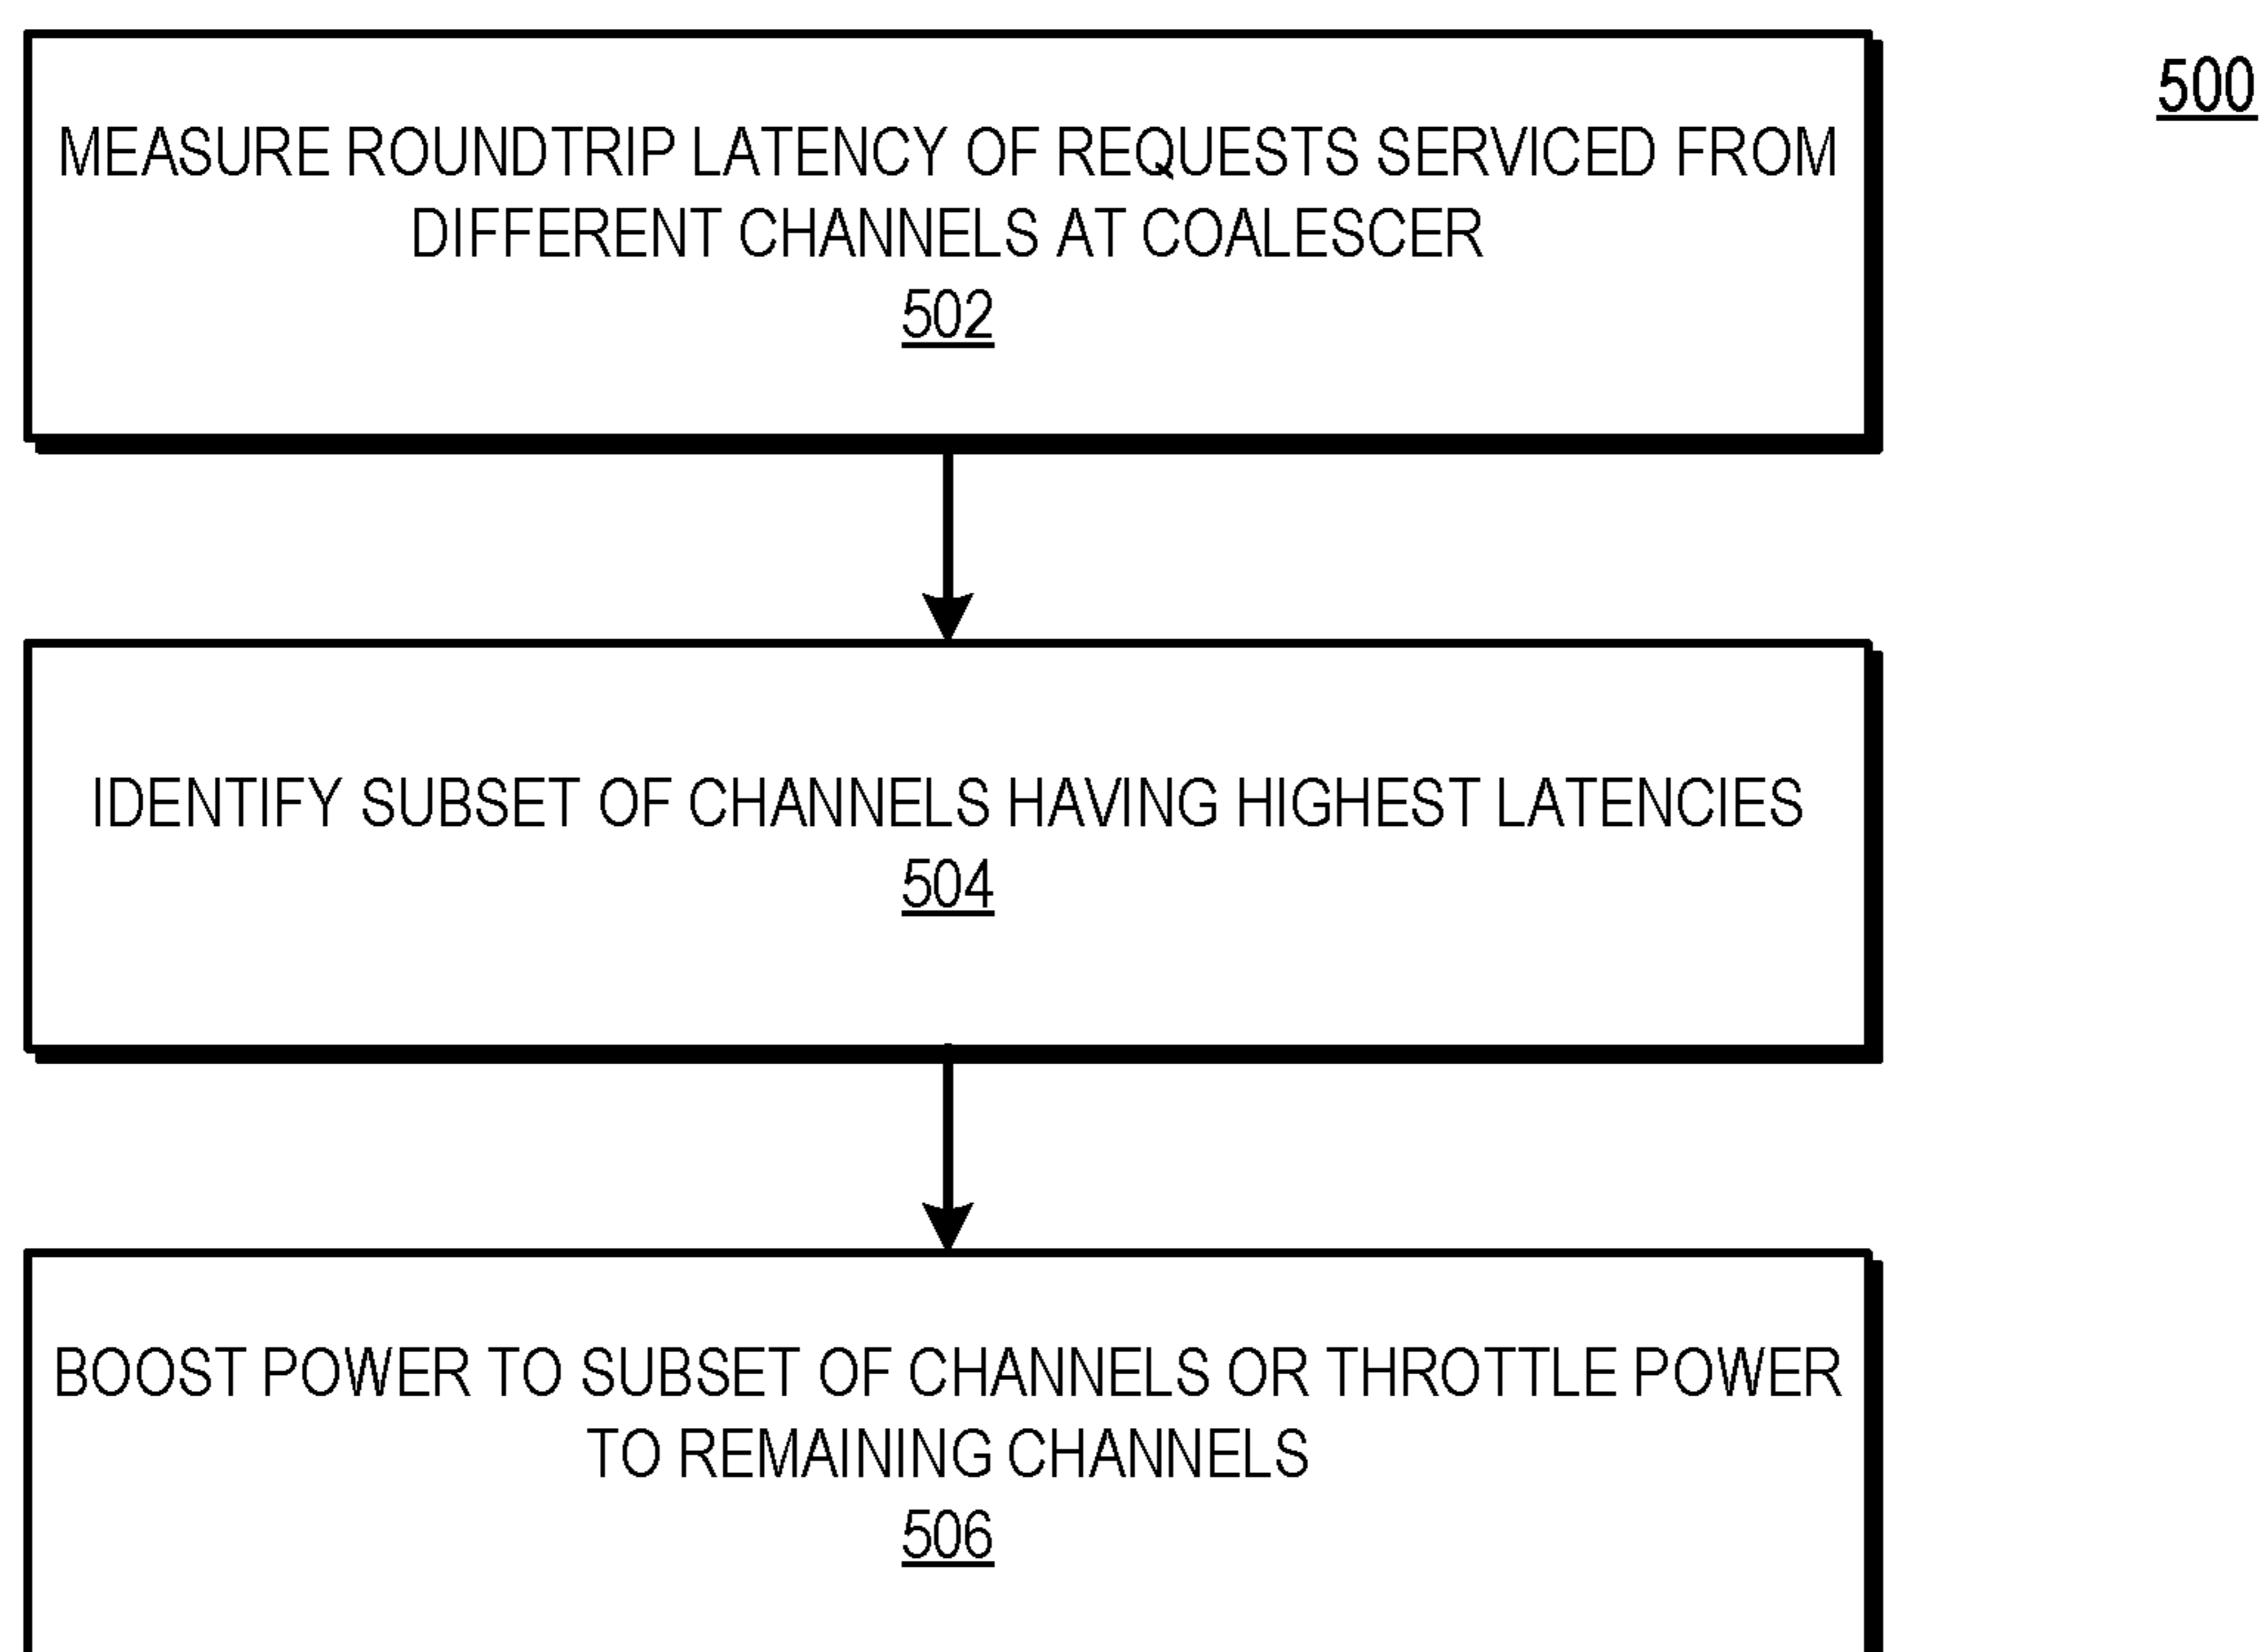 500
MEASURE ROUNDTRIP LATENCY OF REQUESTS SERVICED FROM
DIFFERENT CHANNELS AT COALESCER
502
IDENTIFY SUBSET OF CHANNELS HAVING HIGHEST LATENCIES
504
BOOST POWER TO SUBSET OF CHANNELS OR THROTTLE POWER
TO REMAINING CHANNELS
506